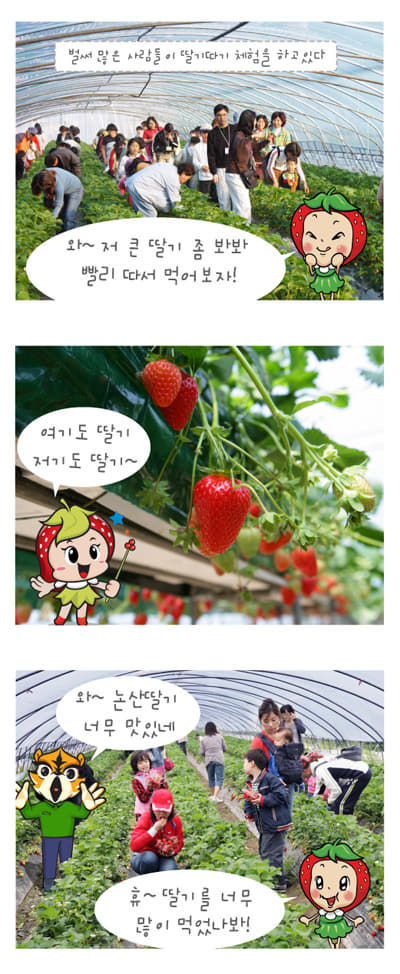 벌써 많은 사람들이 딸기따기 체험을 하고있다
와~ 저 큰 딸기 좀 봐봐
빨리 따서 먹어보자!
여기도 딸기
저기도 딸기~
와~ 논산딸기
너무 맛있네
휴~ 딸기를 너무
많이 먹었나봐!